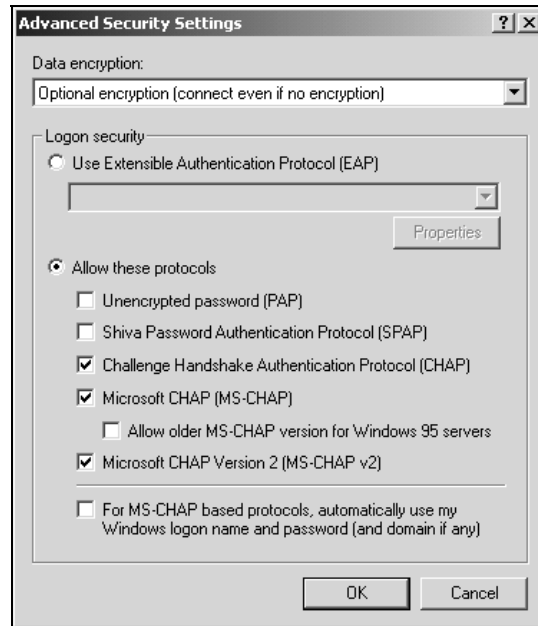 Advanced Security Settings
Data encryption:
Optional encryption (connect even if no encryption)
Logon security
Use Extensible Authentication Protocol (EAP)
Properties
Allow these protocols
Unencrypted password (PAP)
Shiva Password Authentication Protocol (SPAP)
Challenge Handshake Authentication Protocol (CHAP)
Microsoft CHAP (MS-CHAP)
Allow older MS-CHAP version for Windows 95 servers
Microsoft CHAP Version 2 (MS-CHAP v2)
For MS-CHAP based protocols, automatically use my
Windows logon name and password (and domain if any)
OK Cancel